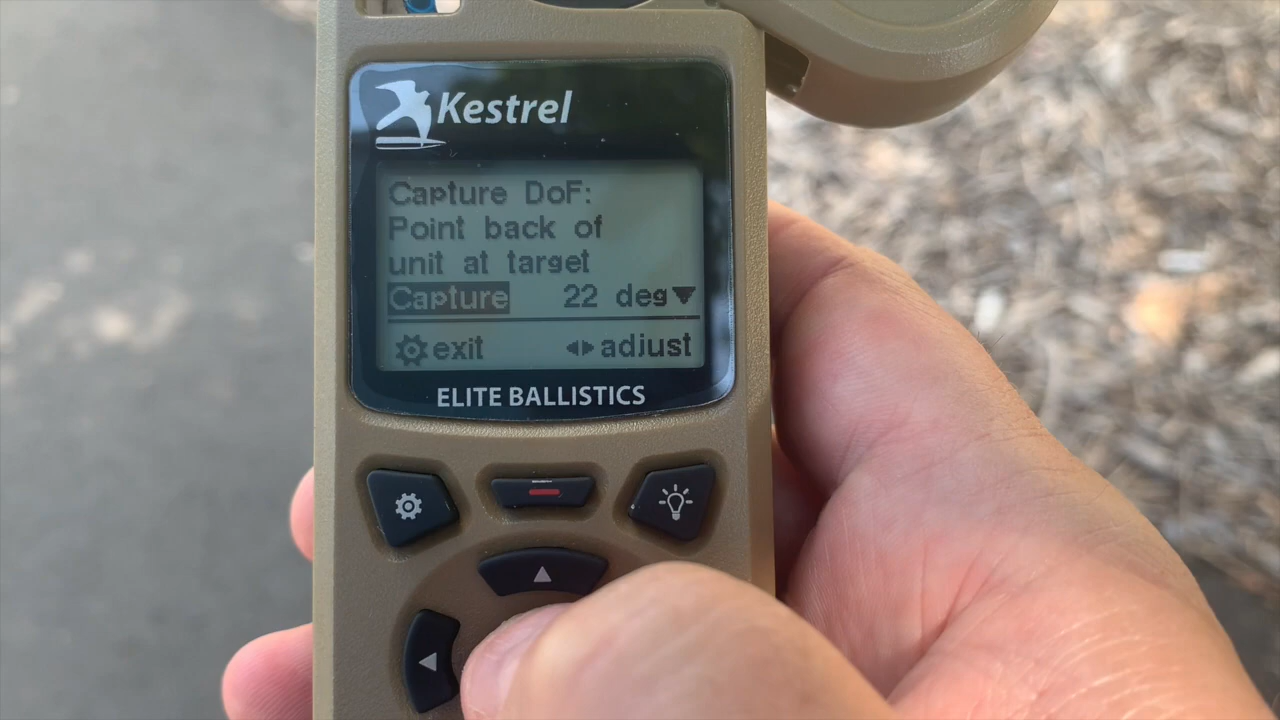 Kestrel
Capture DoF:
Point back of
unit at target
Capture 22 deg
exit adjust
ELITE BALLISTICS